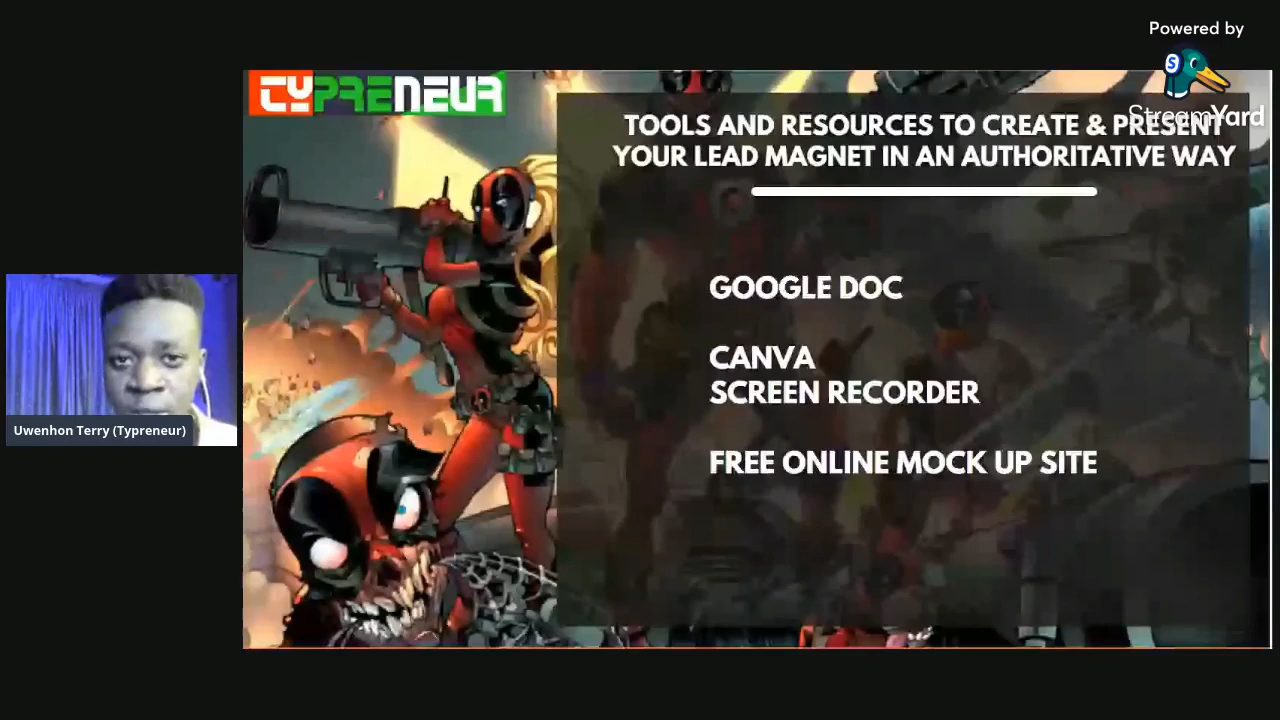 Powered by
StreamYard
TYPRENEUR
TOOLS AND RESOURCES TO CREATE & PRESENT
YOUR LEAD MAGNET IN AN AUTHORITATIVE WAY
GOOGLE DOC
CANVA
SCREEN RECORDER
FREE ONLINE MOCK UP SITE
Uwenhon Terry (Typreneur)